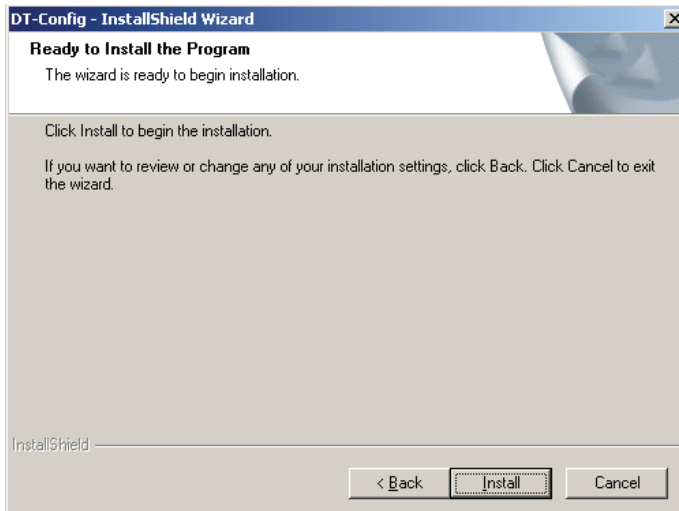 DT-Config - InstallShield Wizard
Ready to Install the Program
The wizard is ready to begin installation.
Click Install to begin the installation.
If you want to review or change any of your installation settings, click Back. Click Cancel to exit
the wizard.
InstallShield
< Back Install Cancel